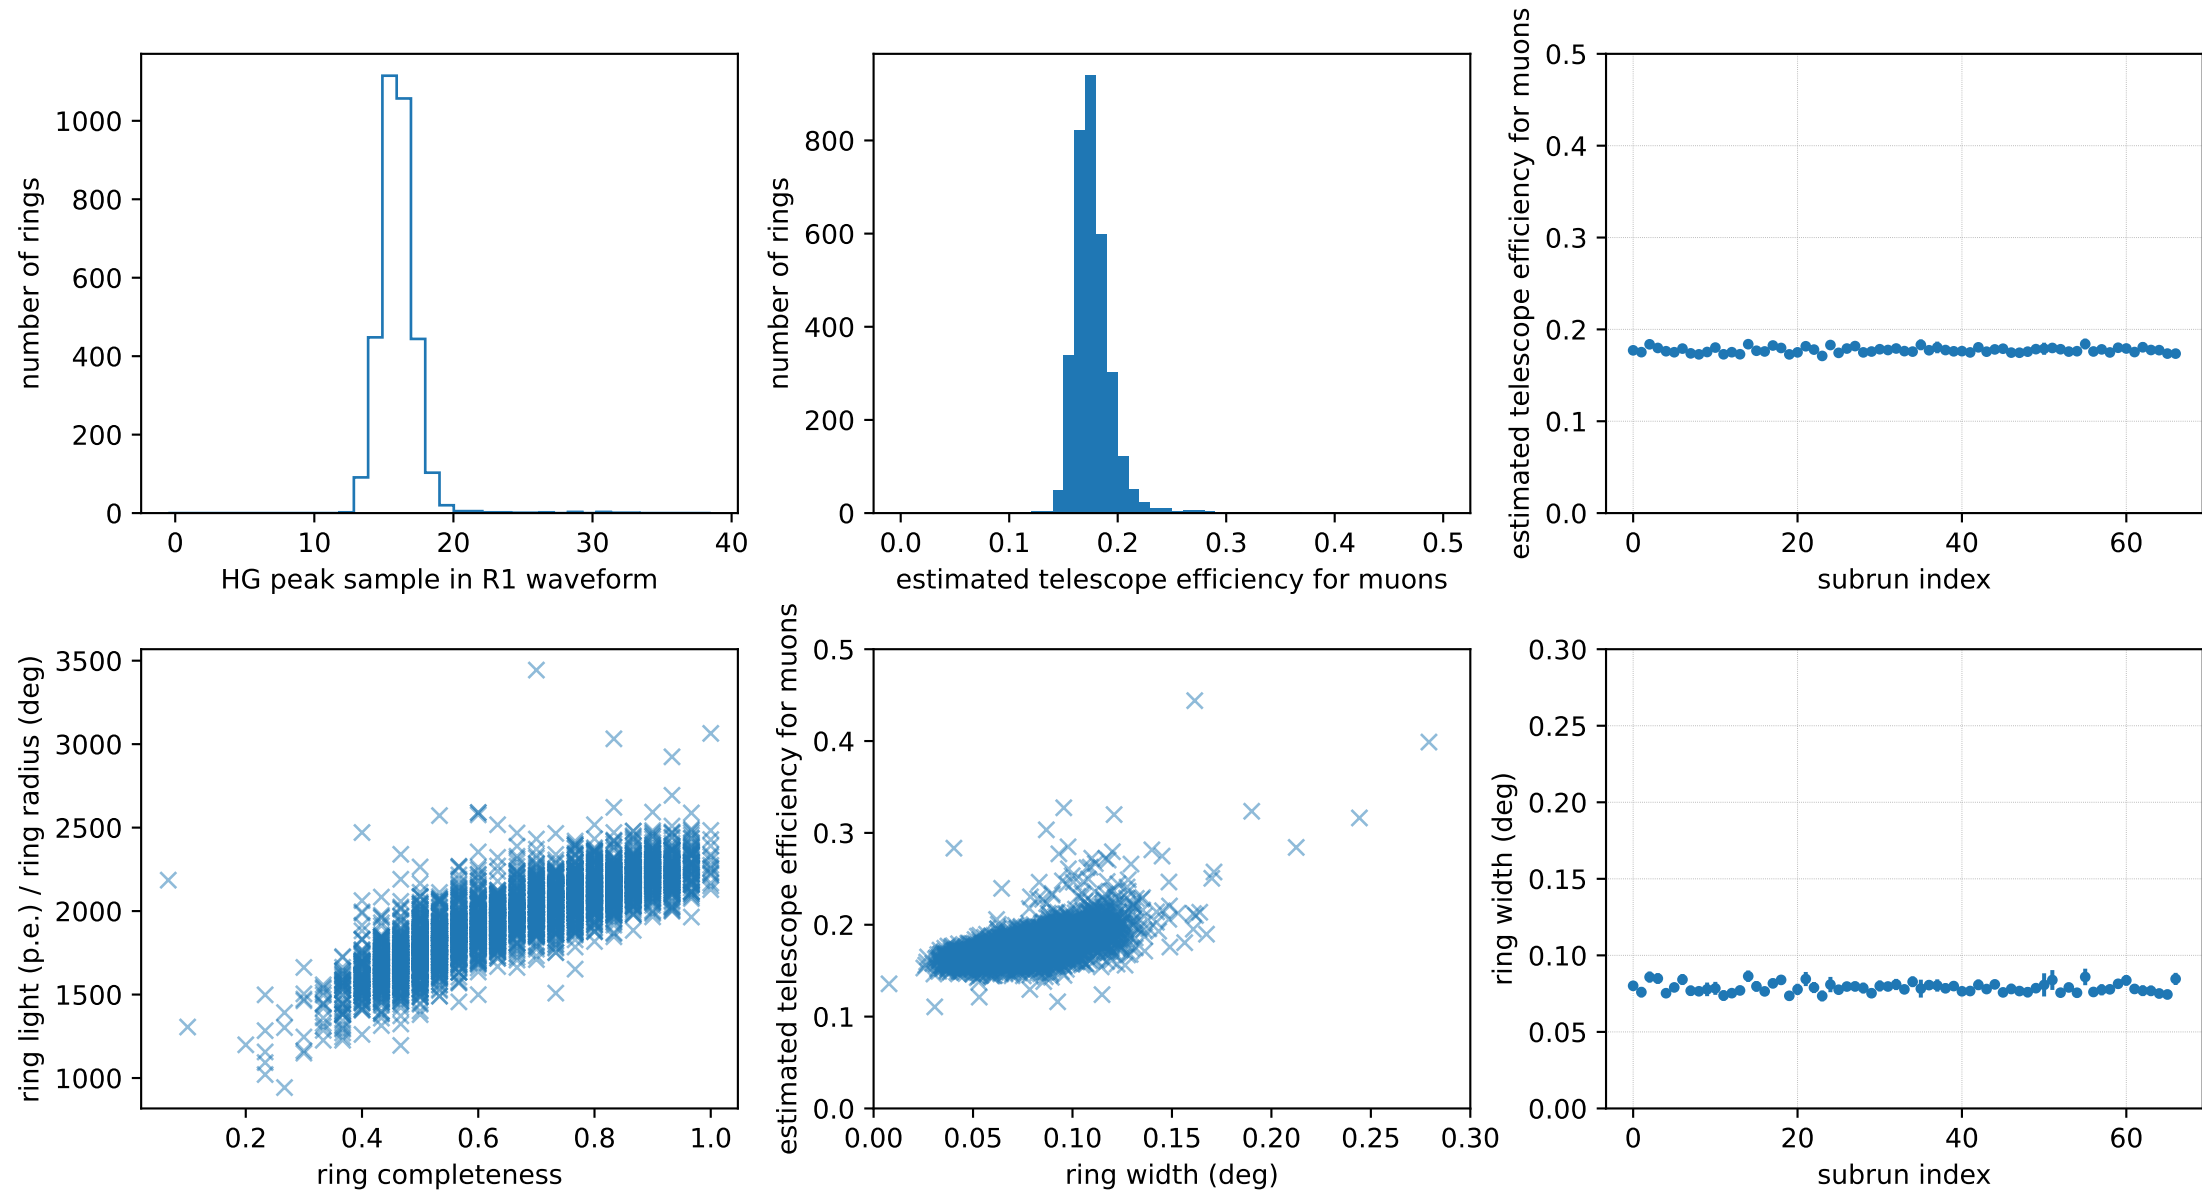 number of rings
1000
800
600
400
200
0
0 10 20 30 40
HG peak sample in R1 waveform
number of rings
800
600
400
200
0
0.0 0.1 0.2 0.3 0.4 0.5
estimated telescope efficiency for muons
estimated telescope efficiency for muons
0.5
0.4
0.3
0.2
0.1
0.0
0 20 40 60
subrun index
ring light (p.e.) / ring radius (deg)
3500
3000
2500
2000
1500
1000
0.2 0.4 0.6 0.8 1.0
ring completeness
estimated telescope efficiency for muons
0.5
0.4
0.3
0.2
0.1
0.0
0.00 0.05 0.10 0.15 0.20 0.25 0.30
ring width (deg)
ring width (deg)
0.30
0.25
0.20
0.15
0.10
0.05
0.00
0 20 40 60
subrun index